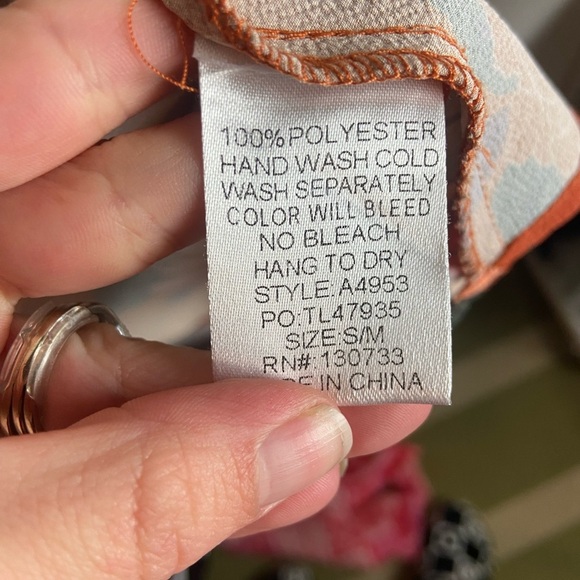 100% POLYESTER
HAND WASH COLD
WASH SEPARATELY
COLOR WILL BLEED
NO BLEACH
HANG TO DRY
STYLE:A4953
PO:TL47935
SIZE:S/M
RN#:130733
IN CHINA